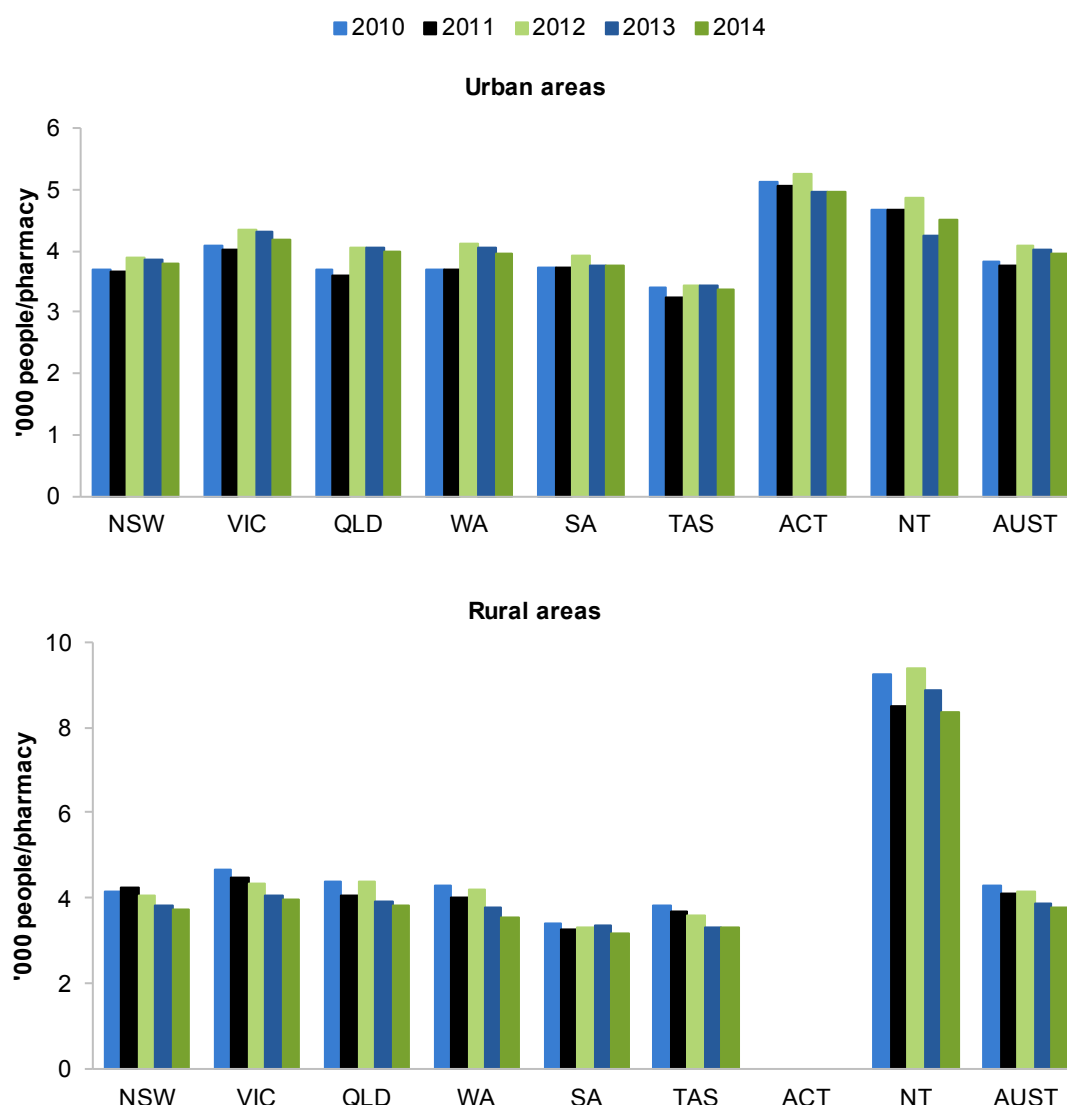 2010 2011 2012 2013 2014
Urban areas
'000 people/pharmacy
6
5
4
3
2
1
0
NSW VIC QLD WA SA TAS ACT NT AUST
Rural areas
'000 people/pharmacy
10
8
6
4
2
0
NSW VIC QLD WA SA TAS ACT NT AUST